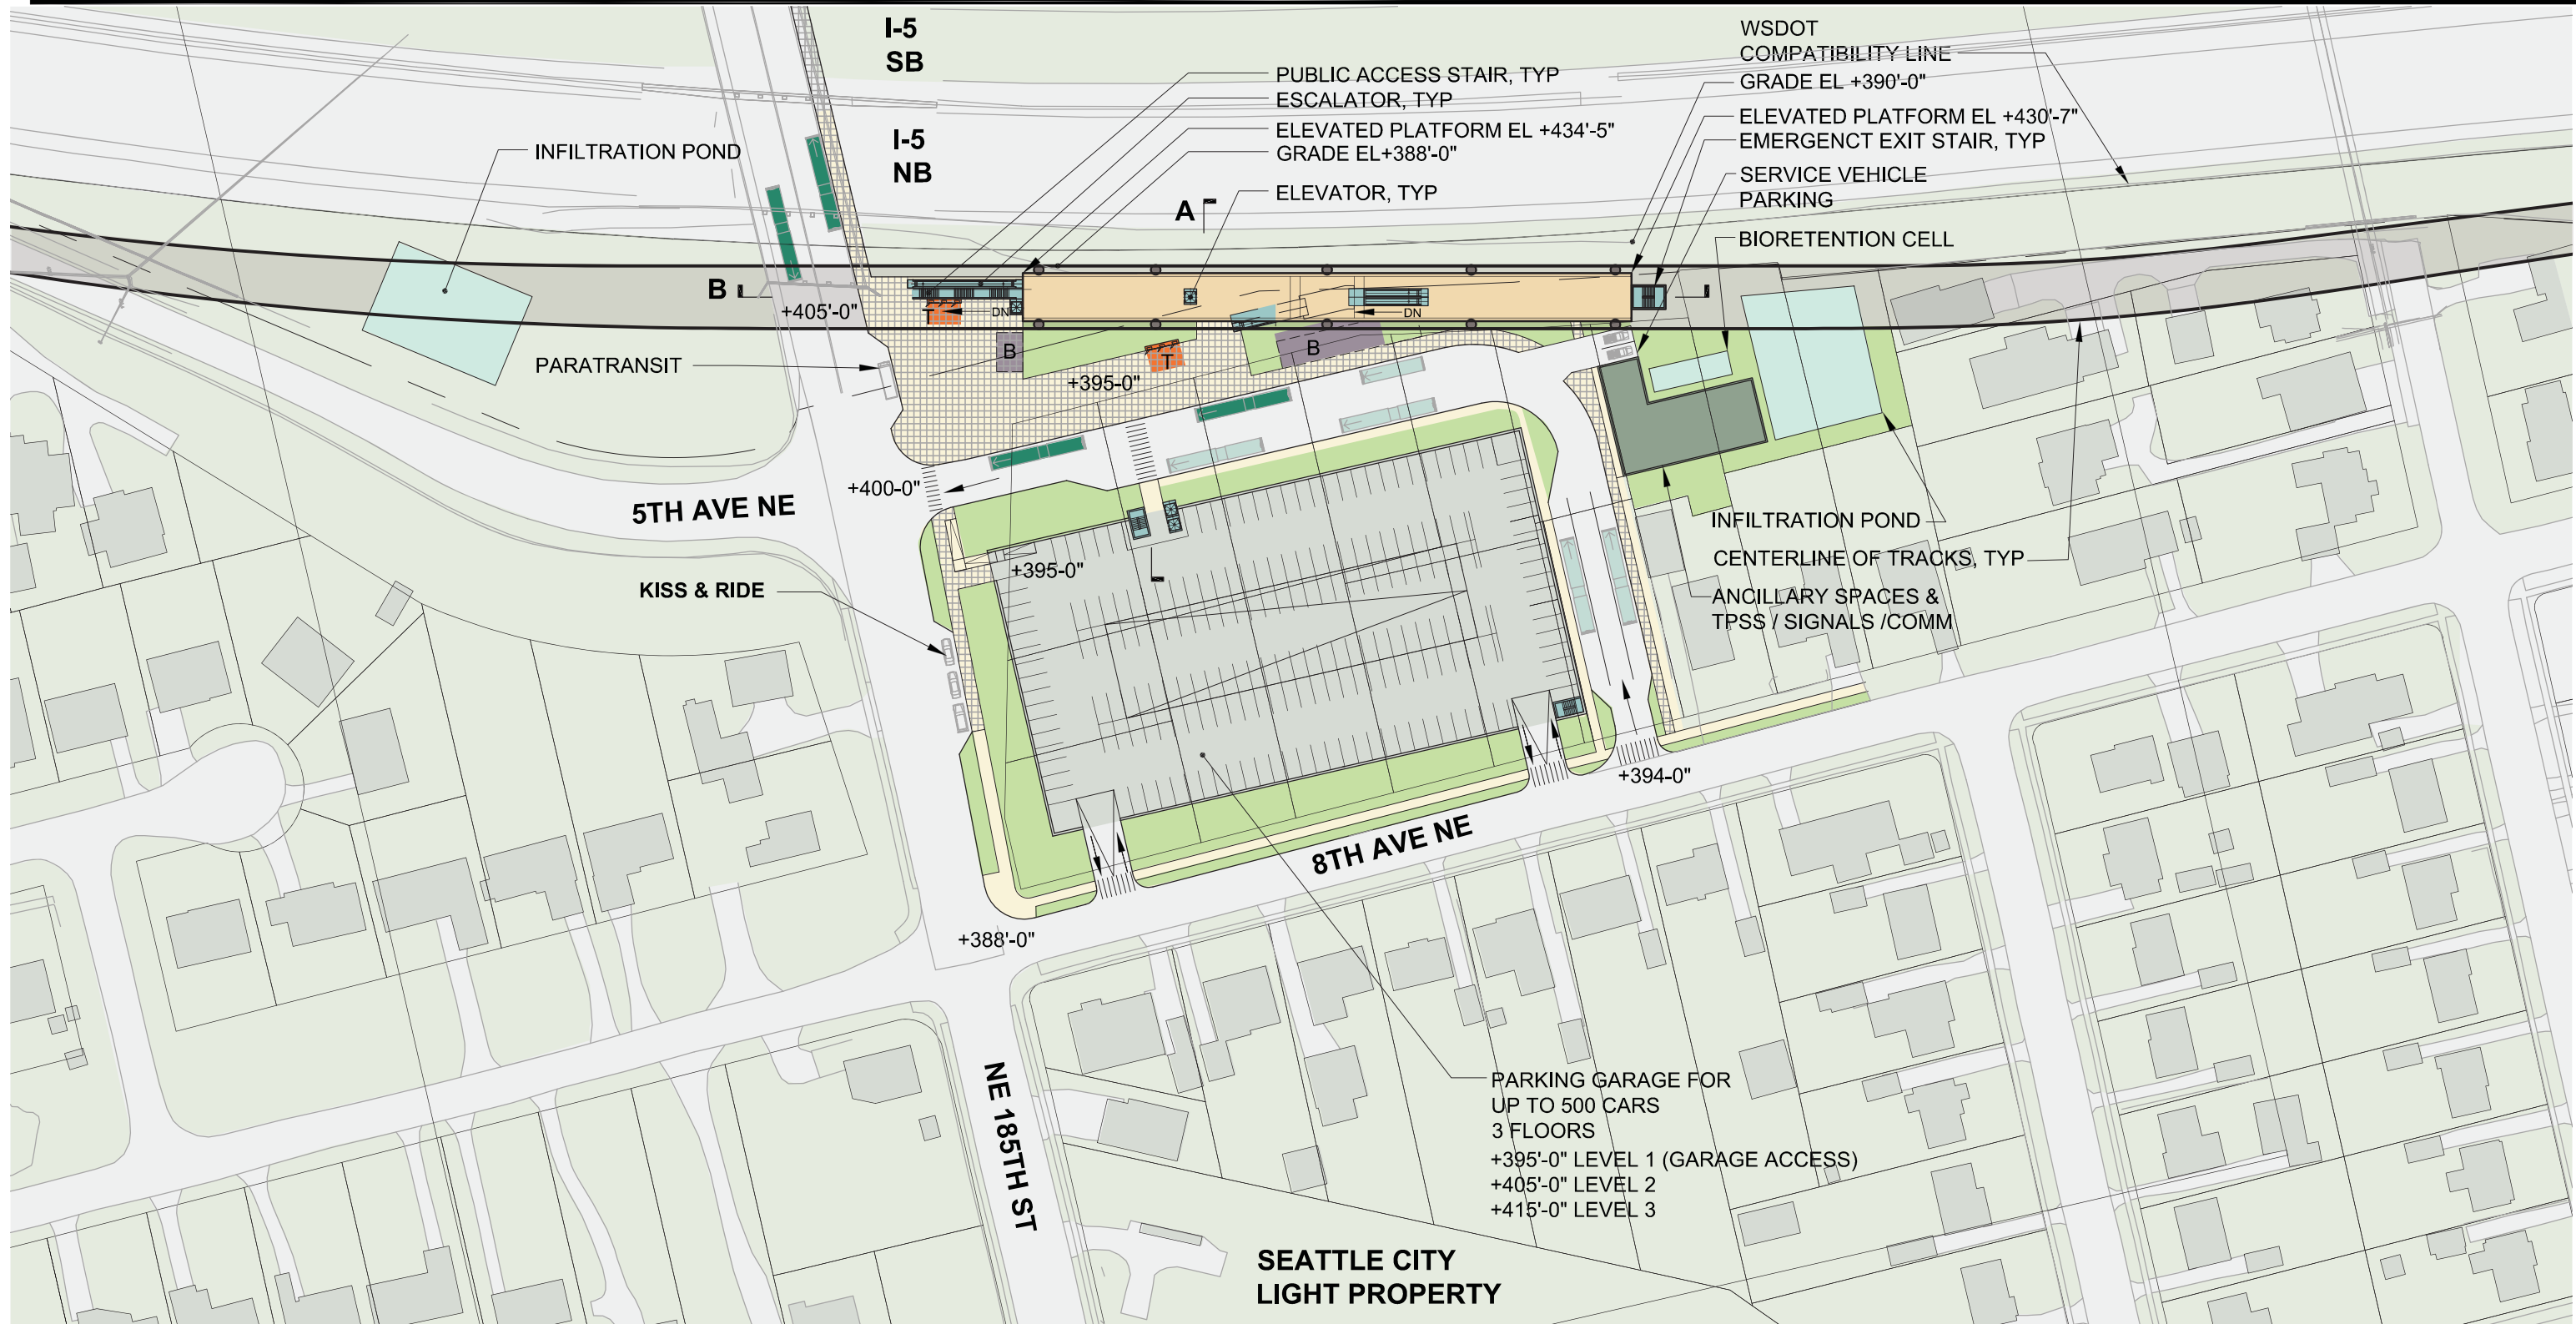 I-5
SB
I-5
NB
PUBLIC ACCESS STAIR, TYP
ESCALATOR, TYP
ELEVATED PLATFORM EL +434'-5"
GRADE EL+388'-0"
ELEVATOR, TYP
WSDOT
COMPATIBILITY LINE
GRADE EL +390'-0"
ELEVATED PLATFORM EL +430'-7"
EMERGENCT EXIT STAIR, TYP
SERVICE VEHICLE
PARKING
BIORETENTION CELL
INFILTRATION POND
A
B
+405'-0"
T
DN
DN
B
T
B
PARATRANSIT
+395-0"
+400-0"
5TH AVE NE
+395-0"
KISS & RIDE
INFILTRATION POND
CENTERLINE OF TRACKS, TYP
ANCILLARY SPACES &
TPSS / SIGNALS /COMM
+394-0"
8TH AVE NE
+388'-0"
NE 185TH ST
PARKING GARAGE FOR
UP TO 500 CARS
3 FLOORS
+395'-0" LEVEL 1 (GARAGE ACCESS)
+405'-0" LEVEL 2
+415'-0" LEVEL 3
SEATTLE CITY
LIGHT PROPERTY